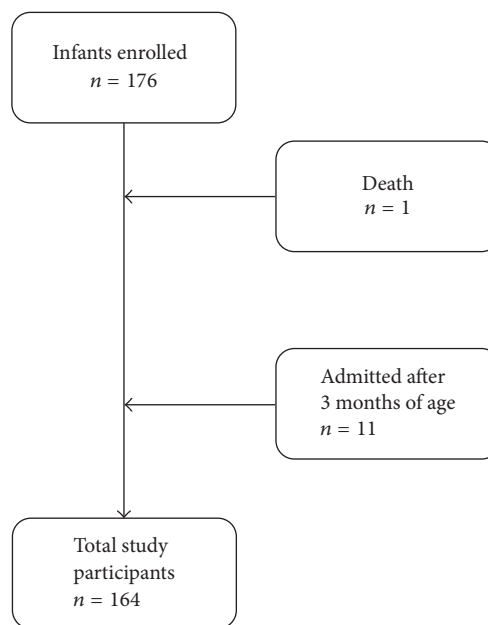 Infants enrolled
n = 176
Death
n = 1
Admitted after
3 months of age
n = 11
Total study
participants
n = 164